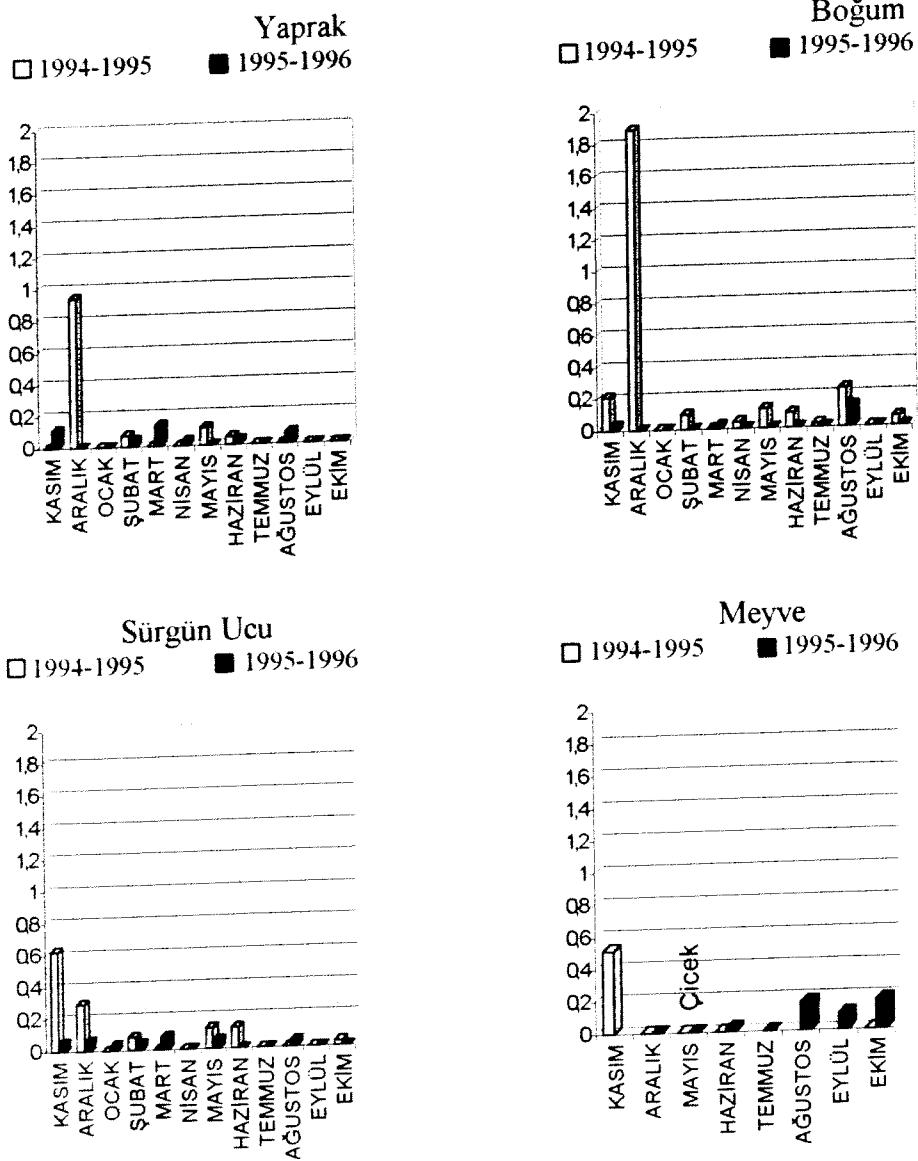 Yaprak
□ 1994-1995 ■ 1995-1996
2
1,8
1,6
1,4
1,2
1
0,8
0,6
0,4
0,2
0
KASIM
ARALIK
OCAK
ŞUBAT
MART
NİSAN
MAYIS
HAZİRAN
TEMMUZ
AĞUSTOS
EYLÜL
EKİM
Boğum
□ 1994-1995 ■ 1995-1996
2
1,8
1,6
1,4
1,2
1
0,8
0,6
0,4
0,2
0
KASIM
ARALIK
OCAK
ŞUBAT
MART
NİSAN
MAYIS
HAZİRAN
TEMMUZ
AĞUSTOS
EYLÜL
EKİM
Sürgün Ucu
□ 1994-1995 ■ 1995-1996
2
1,8
1,6
1,4
1,2
1
0,8
0,6
0,4
0,2
0
KASIM
ARALIK
OCAK
ŞUBAT
MART
NİSAN
MAYIS
HAZİRAN
TEMMUZ
AĞUSTOS
EYLÜL
EKİM
Meyve
□ 1994-1995 ■ 1995-1996
2
1,8
1,6
1,4
1,2
1
0,8
0,6
0,4
0,2
0
Çicek
KASIM
ARALIK
MAYIS
HAZİRAN
TEMMUZ
AĞUSTOS
EYLÜL
EKİM